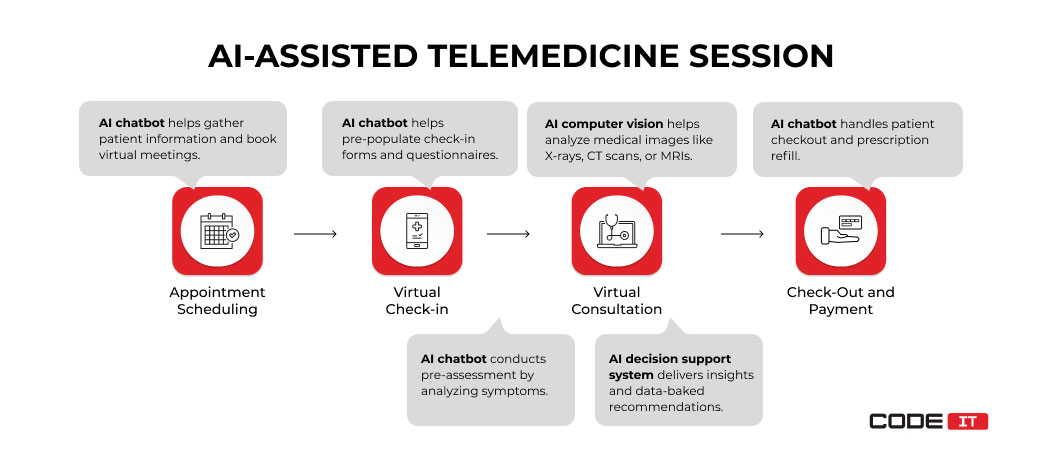 AI-ASSISTED TELEMEDICINE SESSION
AI chatbot helps gather
patient information and book
virtual meetings.
AI chatbot helps
pre-populate check-in
forms and questionnaires.
AI computer vision helps
analyze medical images like
X-rays, CT scans, or MRIs.
AI chatbot handles patient
checkout and prescription
refill.
Appointment
Scheduling
Virtual
Check-in
Virtual
Consultation
Check-Out and
Payment
AI chatbot conducts
pre-assessment by
analyzing symptoms.
AI decision support
system delivers insights
and data-baked
recommendations.
CODE IT